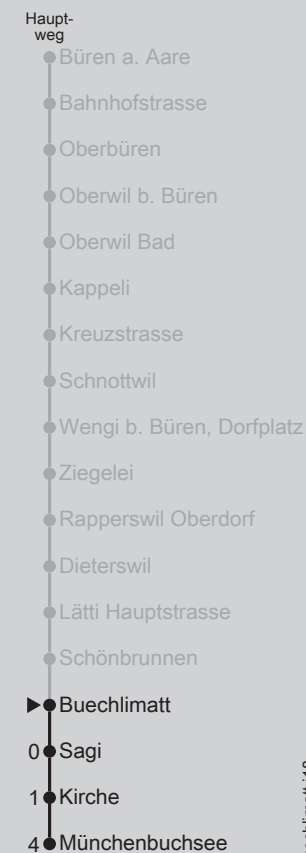 Haupt-
weg
Büren a. Aare
Bahnhofstrasse
Oberbüren
Oberwil b. Büren
Oberwil Bad
Kappeli
Kreuzstrasse
Schnottwil
Wengi b. Büren, Dorfplatz
Ziegelei
Rapperswil Oberdorf
Dieterswil
Lätti Hauptstrasse
Schönbrunnen
Buechlimatt
0 Sagi
1 Kirche
4 Münchenbuchsee